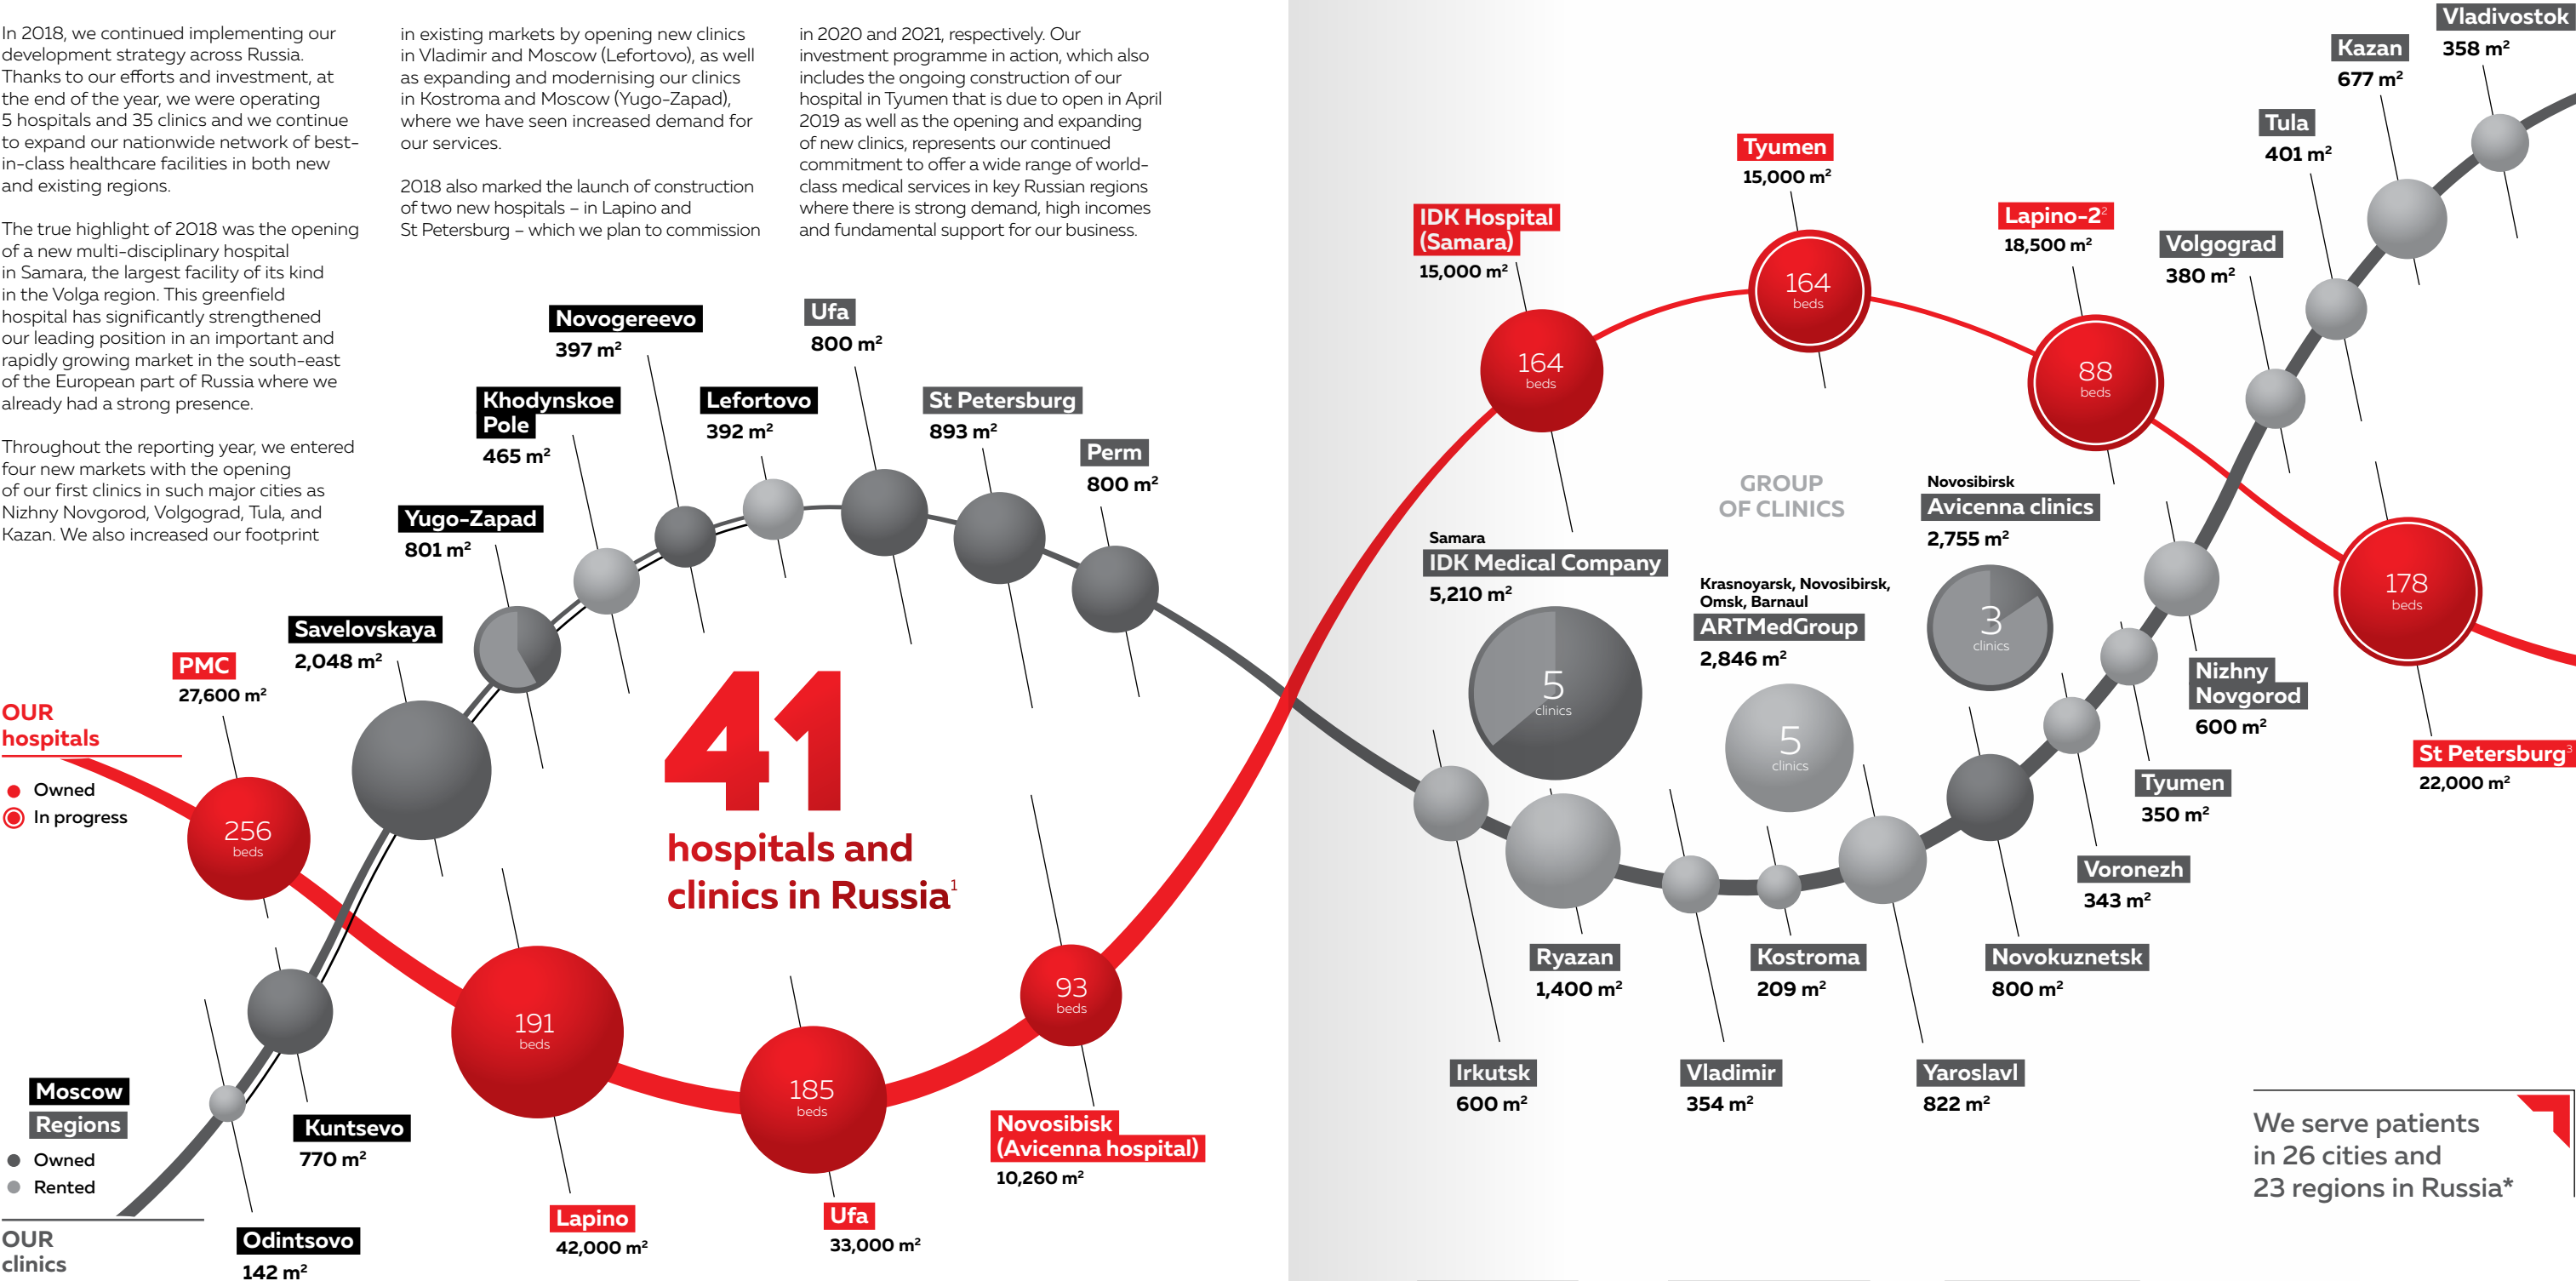 In 2018, we continued implementing our
development strategy across Russia.
Thanks to our efforts and investment, at
the end of the year, we were operating
5 hospitals and 35 clinics and we continue
to expand our nationwide network of best-
in-class healthcare facilities in both new
and existing regions.
The true highlight of 2018 was the opening
of a new multi-disciplinary hospital
in Samara, the largest facility of its kind
in the Volga region. This greenfield
hospital has significantly strengthened
our leading position in an important and
rapidly growing market in the south-east
of the European part of Russia where we
already had a strong presence.
Throughout the reporting year, we entered
four new markets with the opening
of our first clinics in such major cities as
Nizhny Novgorod, Volgograd, Tula, and
Kazan. We also increased our footprint
in existing markets by opening new clinics
in Vladimir and Moscow (Lefortovo), as well
as expanding and modernising our clinics
in Kostroma and Moscow (Yugo-Zapad),
where we have seen increased demand for
our services.
2018 also marked the launch of construction
of two new hospitals – in Lapino and
St Petersburg – which we plan to commission
in 2020 and 2021, respectively. Our
investment programme in action, which also
includes the ongoing construction of our
hospital in Tyumen that is due to open in April
2019 as well as the opening and expanding
of new clinics, represents our continued
commitment to offer a wide range of world-
class medical services in key Russian regions
where there is strong demand, high incomes
and fundamental support for our business.
OUR
hospitals
Owned
In progress
PMC
27,600 m²
256
beds
Lapino
42,000 m²
191
beds
Ufa
33,000 m²
185
beds
Novosibisk
(Avicenna hospital)
10,260 m²
93
beds
IDK Hospital
(Samara)
15,000 m²
164
beds
Tyumen
15,000 m²
164
beds
Lapino-2²
18,500 m²
88
beds
St Petersburg³
22,000 m²
178
beds
41
hospitals and
clinics in Russia¹
Moscow
Regions
Owned
Rented
OUR
clinics
Odintsovo
142 m²
Kuntsevo
770 m²
Savelovskaya
2,048 m²
Yugo-Zapad
801 m²
Khodynskoe
Pole
465 m²
Novogereevo
397 m²
Lefortovo
392 m²
Ufa
800 m²
St Petersburg
893 m²
Perm
800 m²
GROUP
OF CLINICS
Samara
IDK Medical Company
5,210 m²
5
clinics
Krasnoyarsk, Novosibirsk,
Omsk, Barnaul
ARTMedGroup
2,846 m²
5
clinics
Novosibirsk
Avicenna clinics
2,755 m²
3
clinics
Irkutsk
600 m²
Ryazan
1,400 m²
Vladimir
354 m²
Kostroma
209 m²
Yaroslavl
822 m²
Novokuznetsk
800 m²
Voronezh
343 m²
Tyumen
350 m²
Nizhny
Novgorod
600 m²
Volgograd
380 m²
Tula
401 m²
Kazan
677 m²
Vladivostok
358 m²
We serve patients
in 26 cities and
23 regions in Russia*